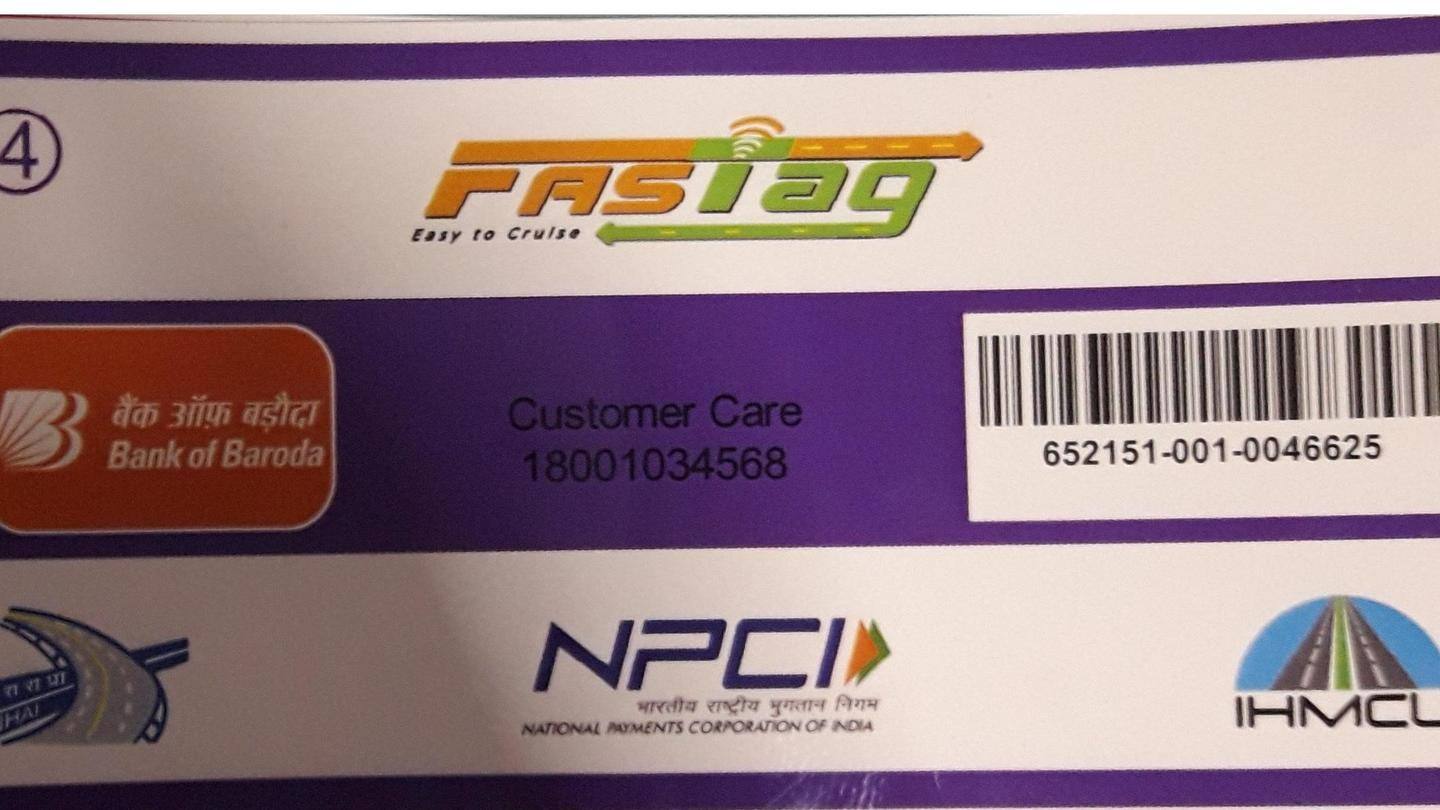 4
FASTag
Easy to Cruise
बैंक ऑफ़ बड़ौदा
Bank of Baroda
Customer Care
18001034568
652151-001-0046625
रा रा प्रा
HAI
NPCI
भारतीय राष्ट्रीय भुगतान निगम
NATIONAL PAYMENTS CORPORATION OF INDIA
IHMCL